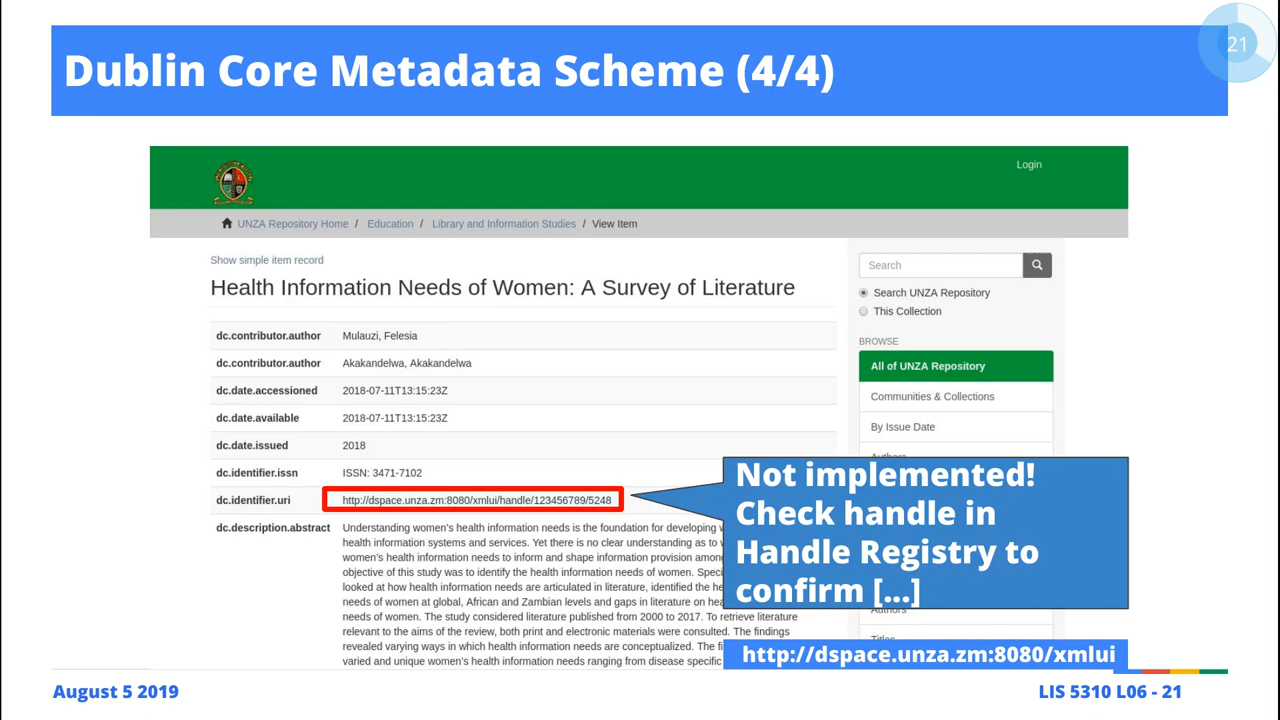 21
Dublin Core Metadata Scheme (4/4)
Login
UNZA Repository Home / Education / Library and Information Studies / View Item
Show simple item record
Health Information Needs of Women: A Survey of Literature
dc.contributor.author Mulauzi, Felesia
dc.contributor.author Akakandelwa, Akakandelwa
dc.date.accessioned 2018-07-11T13:15:23Z
dc.date.available 2018-07-11T13:15:23Z
dc.date.issued 2018
dc.identifier.issn ISSN: 3471-7102
dc.identifier.uri http://dspace.unza.zm:8080/xmlui/handle/123456789/5248
dc.description.abstract Understanding women's health information needs is the foundation for developing
health information systems and services. Yet there is no clear understanding as to
women's health information needs to inform and shape information provision
objective of this study was to identify the health information needs of women.
looked at how health information needs are articulated in literature, identified the
needs of women at global, African and Zambian levels and gaps in literature on
needs of women. The study considered literature published from 2000 to 2017. To retrieve literature
relevant to the aims of the review, both print and electronic materials were consulted. The findings
revealed varying ways in which health information needs are conceptualized. The
varied and unique women's health information needs ranging from disease specific
Search
Search UNZA Repository
This Collection
BROWSE
All of UNZA Repository
Communities & Collections
By Issue Date
Authors
Not implemented!
Check handle in
Handle Registry to
confirm [...]
Authors
Titles
http://dspace.unza.zm:8080/xmlui
August 5 2019
LIS 5310 L06 - 21